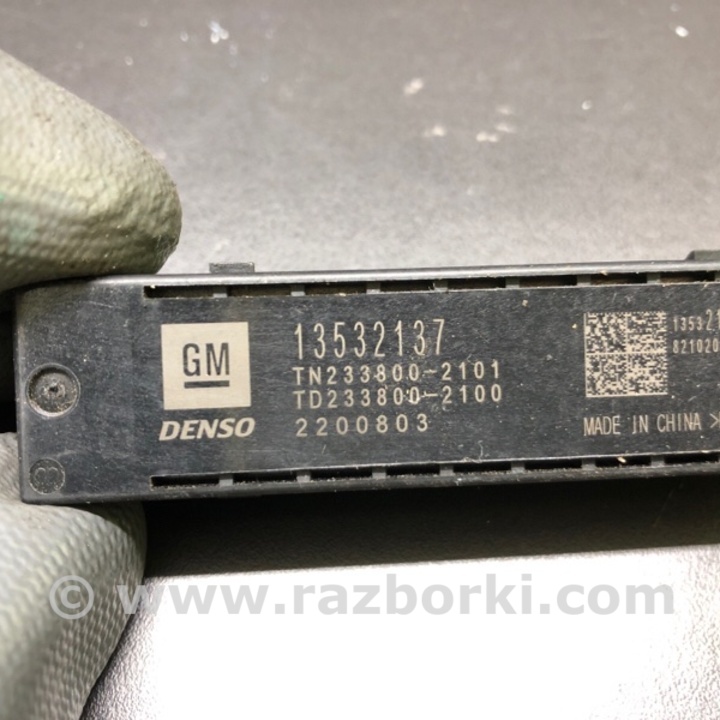 GM
DENSO
13532137
TN233800-2101
TD233800-2100
2200803
MADE IN CHINA >
© www.razborki.com